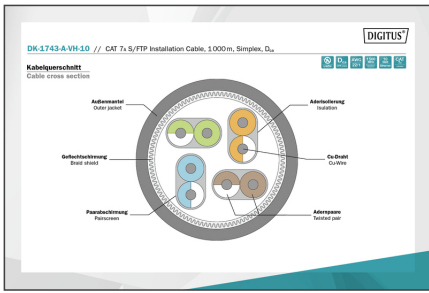 DIGITUS®
DK-1743-A-VH-10 // CAT 7A S/FTP Installation Cable, 1000 m, Simplex, Dca
Kabelquerschnitt
Cable cross section
Außenmantel
Outer jacket
Aderisolierung
Isolation
Geflechtschirmung
Braid shield
Cu-Draht
Cu-Wire
Paarabschirmung
Pairscreen
Adernpaare
Twisted pair